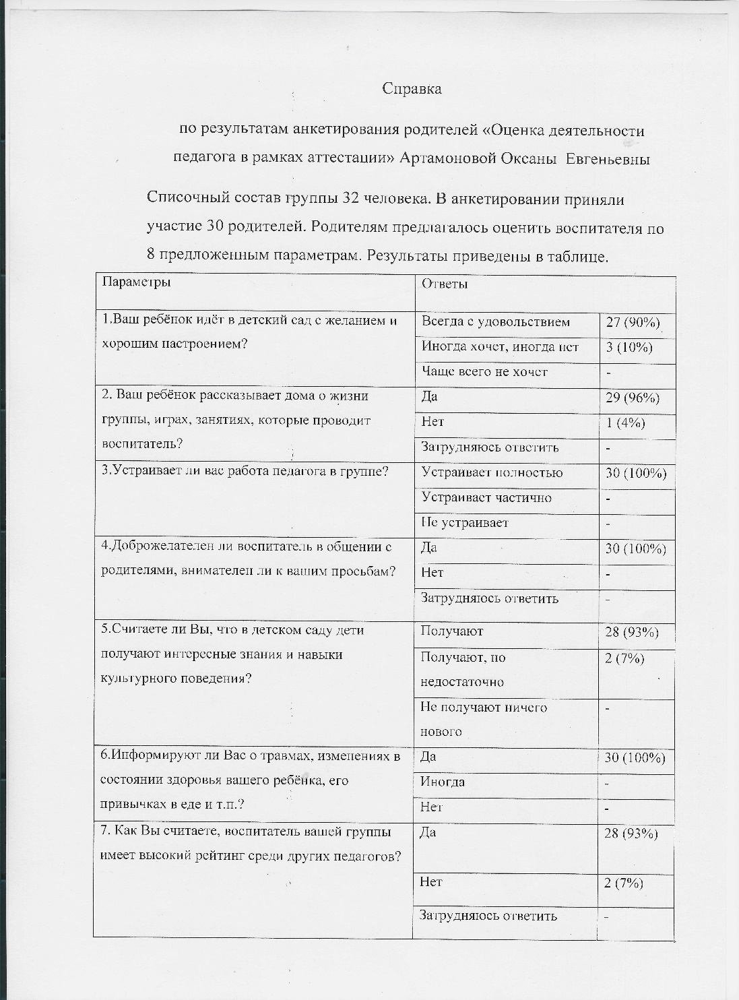 Справка
по результатам анкетирования родителей «Оценка деятельности
педагога в рамках аттестации» Артамоновой Оксаны Евгеньевны
Списочный состав группы 32 человека. В анкетировании приняли
участие 30 родителей. Родителям предлагалось оценить воспитателя по
8 предложенным параметрам. Результаты приведены в таблице.
Параметры
Ответы
1.Ваш ребёнок идёт в детский сад с желанием и
хорошим настроением?
Всегда с удовольствием 27 (90%)
Иногда хочет, иногда нет 3 (10%)
Чаще всего не хочет -
2. Ваш ребёнок рассказывает дома о жизни
группы, играх, занятиях, которые проводит
воспитатель?
Да 29 (96%)
Нет 1 (4%)
Затрудняюсь ответить -
3.Устраивает ли вас работа педагога в группе?
Устраивает полностью 30 (100%)
Устраивает частично -
Не устраивает -
4.Доброжелателен ли воспитатель в общении с
родителями, внимателен ли к вашим просьбам?
Да 30 (100%)
Нет -
Затрудняюсь ответить -
5.Считаете ли Вы, что в детском саду дети
получают интересные знания и навыки
культурного поведения?
Получают 28 (93%)
Получают, но 2 (7%)
недостаточно
Не получают ничего -
нового
6.Информируют ли Вас о травмах, изменениях в
состоянии здоровья вашего ребёнка, его
привычках в еде и т.п.?
Да 30 (100%)
Иногда -
Нет -
7. Как Вы считаете, воспитатель вашей группы
имеет высокий рейтинг среди других педагогов?
Да 28 (93%)
Нет 2 (7%)
Затрудняюсь ответить -